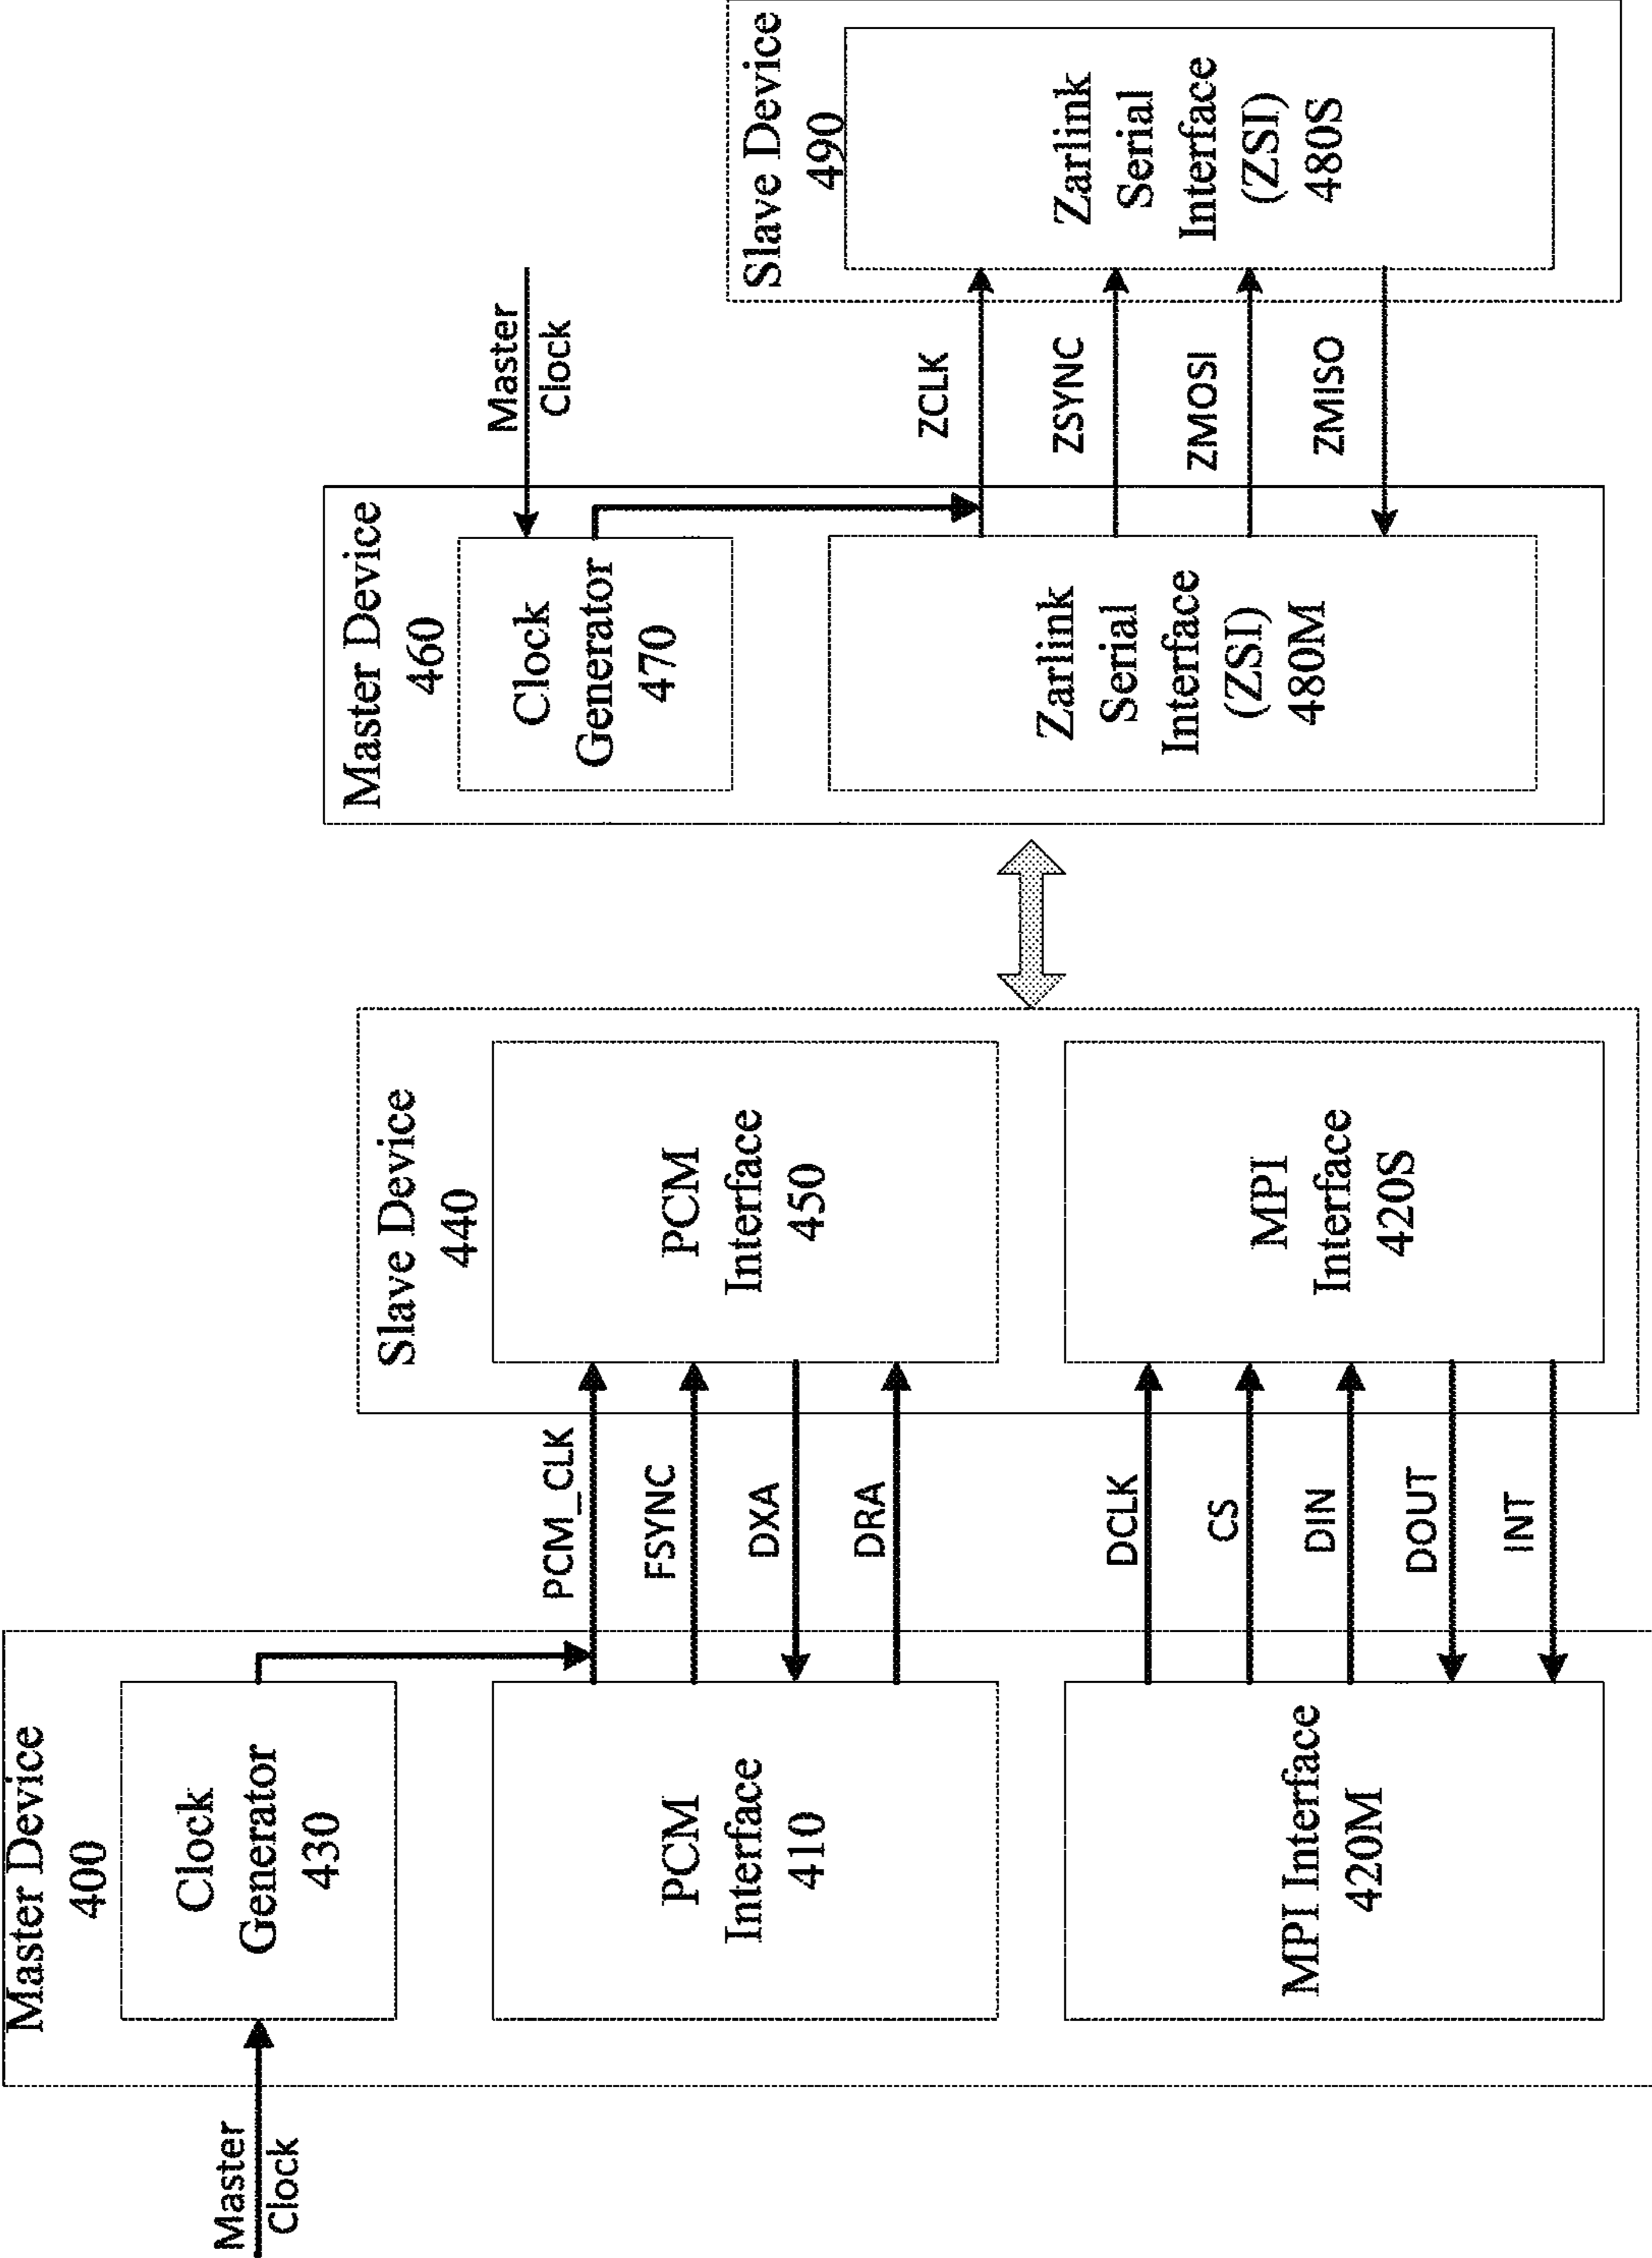 Master
Clock
Master Device
400
Clock
Generator
430
PCM
Interface
410
MPI Interface
420M
PCM_CLK
FSYNC
DXA
DRA
DCLK
CS
DIN
DOUT
INT
Slave Device
440
PCM
Interface
450
MPI
Interface
420S
Master Device
460
Clock
Generator
470
Zarlink
Serial
Interface
(ZSI)
480M
Master
Clock
ZCLK
ZSYNC
ZMOSI
ZMISO
Slave Device
490
Zarlink
Serial
Interface
(ZSI)
480S